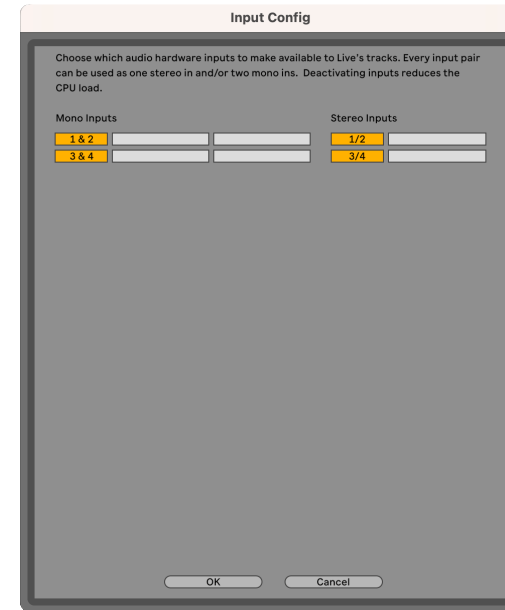 Input Config
Choose which audio hardware inputs to make available to Live's tracks. Every input pair
can be used as one stereo in and/or two mono ins.  Deactivating inputs reduces the
CPU load.
Mono Inputs
Stereo Inputs
1 & 2
1/2
3 & 4
3/4
OK
Cancel